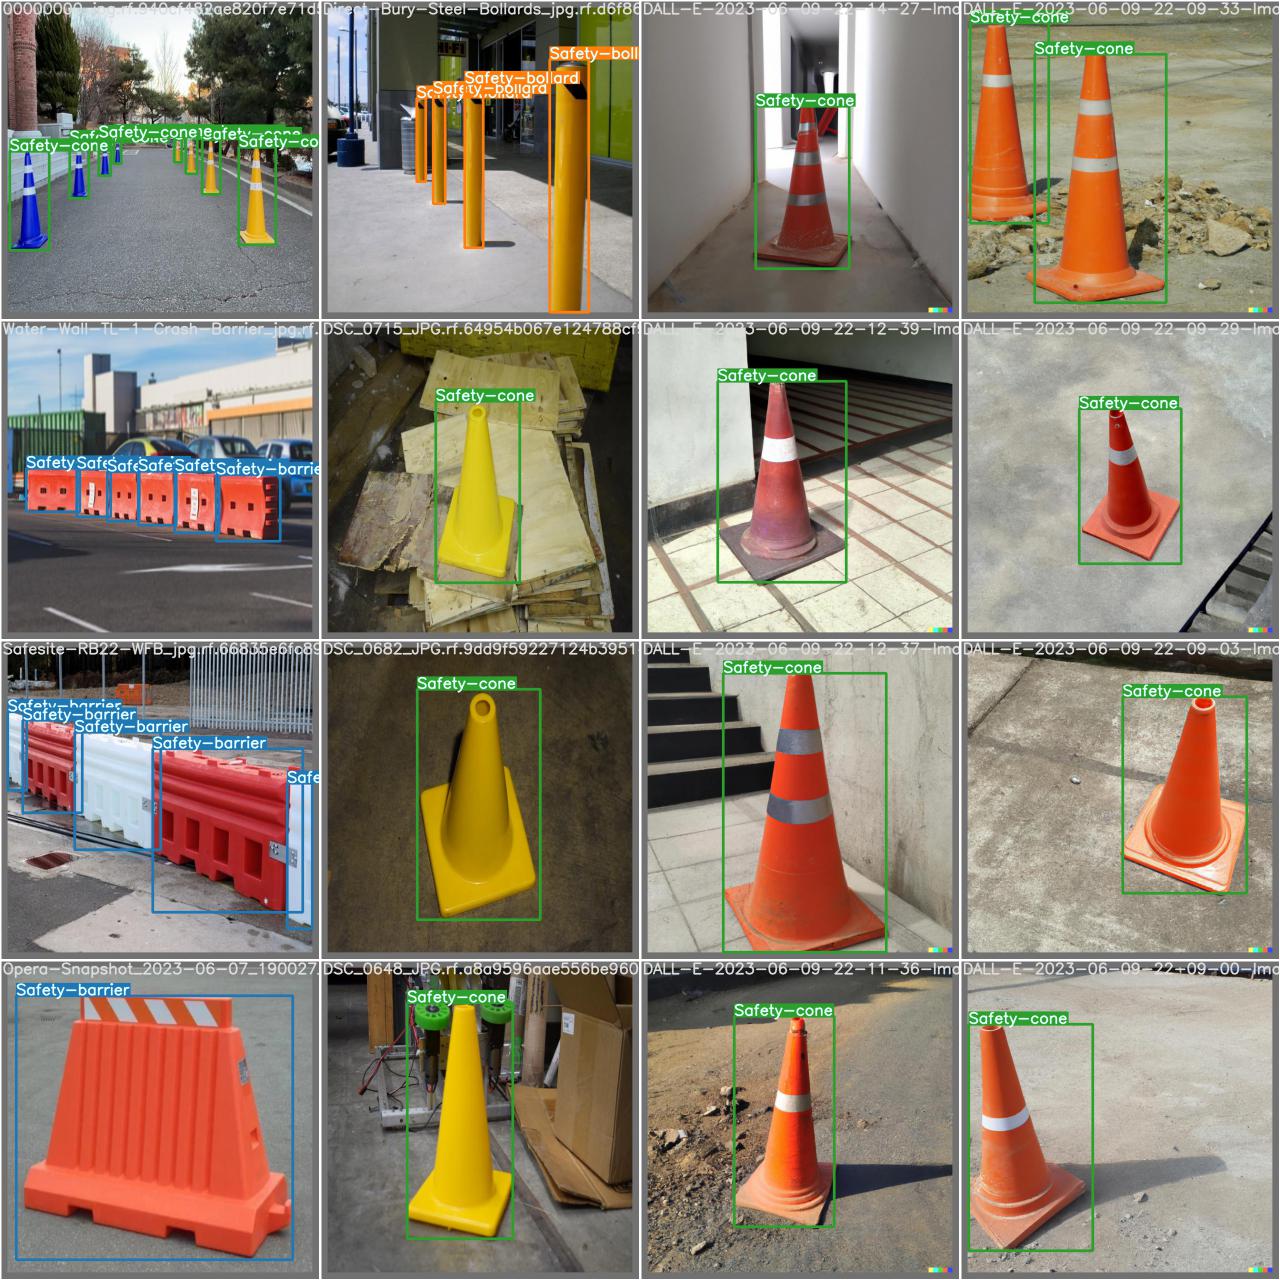 00000000_jpg.rf.940cf482ae820f7e71d
Direct-Bury-Steel-Bollards_jpg.rf.d6f86
DALL-E-2023-06-09-22-14-27-Ima
DALL-E-2023-06-09-22-09-33-Ima
Safety-cone
Safety-cone
Safety-cone
Safety-co
HI-FI
Safety-bollard
Safety-boll
Safety-cone
Safety-cone
Safety-cone
Water-Wall-TL-1-Crash-Barrier_jpg.rf.
DSC_0715_JPG.rf.64954b067e124788cf
DALL-E-2023-06-09-22-12-39-Ima
DALL-E-2023-06-09-22-09-29-Ima
Safety
Safe
Safe
Safe
Safet
Safety-barrie
Safety-cone
Safety-cone
Safety-cone
Safesite-RB22-WFB_jpg.rf.66835e6fc89
DSC_0682_JPG.rf.9dd9f59227124b3951
DALL-E-2023-06-09-22-12-37-Ima
DALL-E-2023-06-09-22-09-03-Ima
Safety-barrier
Safety-barrier
Safety-barrier
Safety-barrier
Safe
Safety-cone
Safety-cone
Safety-cone
Opera-Snapshot_2023-06-07_190027
DSC_0648_JPG.rf.a8a9596aae556be960
DALL-E-2023-06-09-22-11-36-Ima
DALL-E-2023-06-09-22+09-00-Ima
Safety-barrier
Safety-cone
Safety-cone
Safety-cone